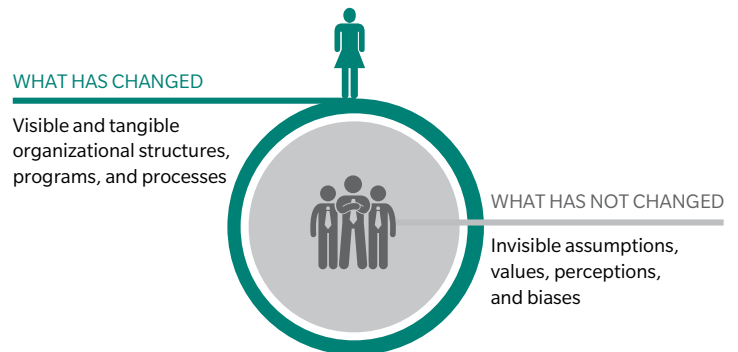 WHAT HAS CHANGED
Visible and tangible
organizational structures,
programs, and processes
WHAT HAS NOT CHANGED
Invisible assumptions,
values, perceptions,
and biases